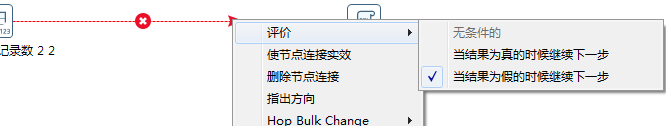 123
记录数 2 2
评价
使节点连接实效
删除节点连接
指出方向
Hop Bulk Change
无条件的
当结果为真的时候继续下一步
当结果为假的时候继续下一步